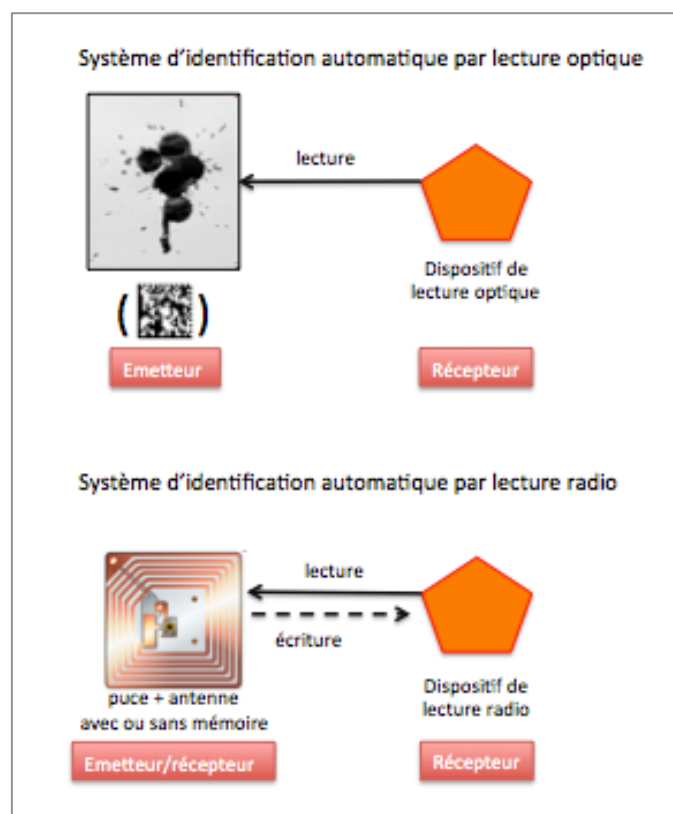 Système d'identification automatique par lecture optique
lecture
Dispositif de
lecture optique
( )
Emetteur
Récepteur
Système d'identification automatique par lecture radio
lecture
écriture
puce + antenne
avec ou sans mémoire
Dispositif de
lecture radio
Emetteur/récepteur
Récepteur